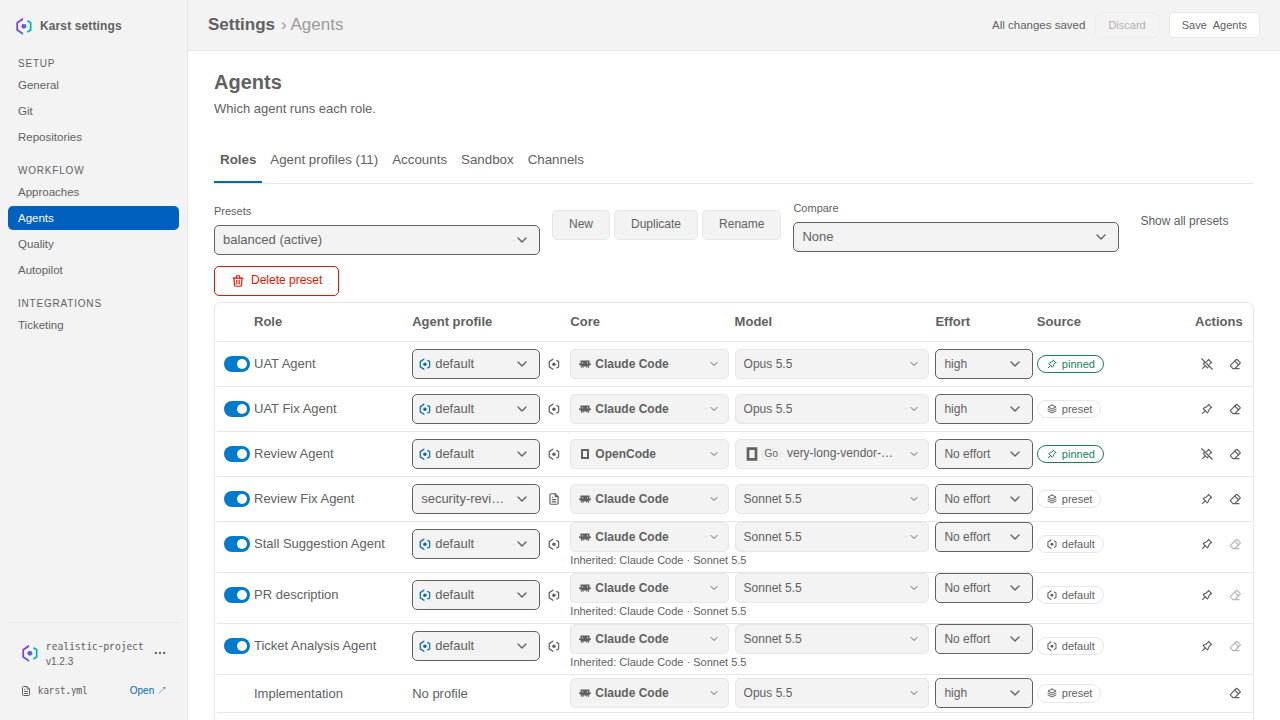 Karst settings
Settings › Agents
All changes saved
Discard
Save Agents
SETUP
General
Git
Repositories
WORKFLOW
Approaches
Agents
Quality
Autopilot
INTEGRATIONS
Ticketing
realistic-project
v1.2.3
karst.yml
Open ↗
Agents
Which agent runs each role.
Roles Agent profiles (11) Accounts Sandbox Channels
Presets
balanced (active)
New
Duplicate
Rename
Compare
None
Show all presets
Delete preset
Role Agent profile Core Model Effort Source Actions
UAT Agent default Claude Code Opus 5.5 high pinned
UAT Fix Agent default Claude Code Opus 5.5 high preset
Review Agent default OpenCode Go very-long-vendor-… No effort pinned
Review Fix Agent security-revi… Claude Code Sonnet 5.5 No effort preset
Stall Suggestion Agent default Claude Code Sonnet 5.5 No effort default
Inherited: Claude Code · Sonnet 5.5
PR description default Claude Code Sonnet 5.5 No effort default
Inherited: Claude Code · Sonnet 5.5
Ticket Analysis Agent default Claude Code Sonnet 5.5 No effort default
Inherited: Claude Code · Sonnet 5.5
Implementation No profile Claude Code Opus 5.5 high preset